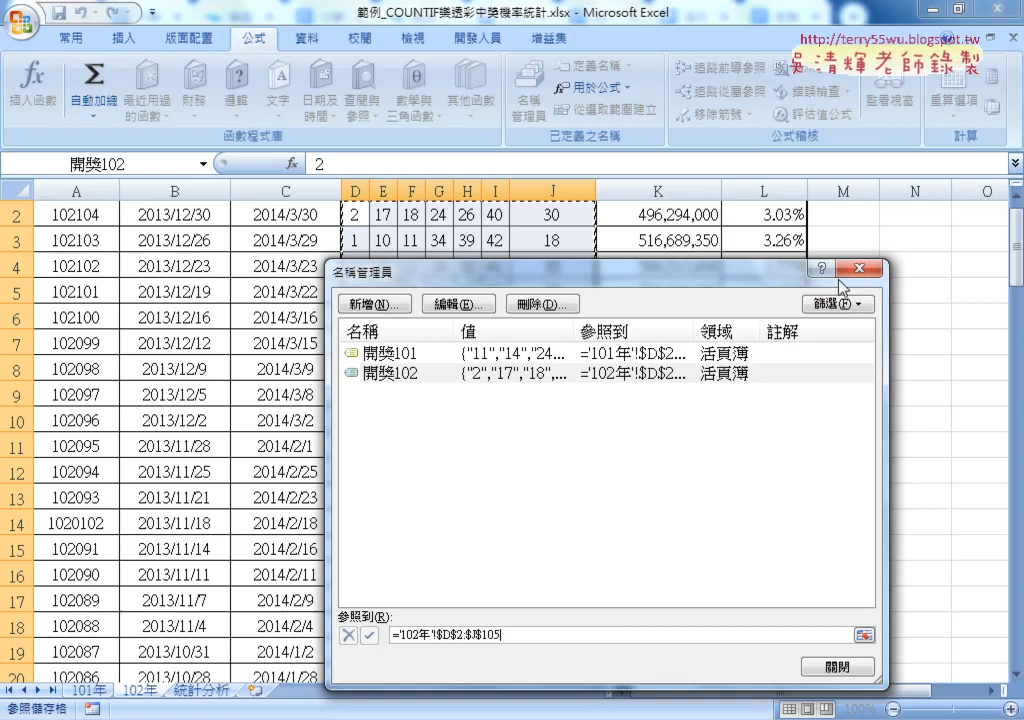 範例_COUNTIF樂透彩中獎機率統計.xlsx - Microsoft Excel
http://terry55wu.blogspot.tw
吳清輝老師錄製
常用 插入 版面配置 公式 資料 校閱 檢視 開發人員 增益集
插入函數 自動加總 最近用過的函數 財務 邏輯 文字 日期及時間 查閱與參照 數學與三角函數 其他函數
名稱管理員 定義名稱 用於公式 從選取範圍建立
追蹤前導參照 追蹤從屬參照 移除箭號 錯誤檢查 評估值公式 監看視窗 重算選項
函數程式庫 已定義之名稱 公式稽核 計算
開獎102 fx 2
A B C D E F G H I J K L M N O
2 102104 2013/12/30 2014/3/30 2 17 18 24 26 40 30 496,294,000 3.03%
3 102103 2013/12/26 2014/3/29 1 10 11 34 39 42 18 516,689,350 3.26%
4 102102 2013/12/23 2014/3/23
5 102101 2013/12/19 2014/3/22
6 102100 2013/12/16 2014/3/16
7 102099 2013/12/12 2014/3/15
8 102098 2013/12/9 2014/3/9
9 102097 2013/12/5 2014/3/8
10 102096 2013/12/2 2014/3/2
11 102095 2013/11/28 2014/2/1
12 102094 2013/11/25 2014/2/25
13 102093 2013/11/21 2014/2/23
14 1020102 2013/11/18 2014/2/18
15 102091 2013/11/14 2014/2/16
16 102090 2013/11/11 2014/2/11
17 102089 2013/11/7 2014/2/9
18 102088 2013/11/4 2014/2/4
19 102087 2013/10/31 2014/1/2
20 102086 2013/10/28 2014/1/28
名稱管理員
新增(N)... 編輯(E)... 刪除(D)... 篩選(F)
名稱 值 參照到 領域 註解
開獎101 {"11","14","24... ='101年'!$D$2... 活頁簿
開獎102 {"2","17","18",... ='102年'!$D$2... 活頁簿
參照到(R):
='102年'!$D$2:$J$105
關閉
101年 102年 統計分析
參照儲存格 100%